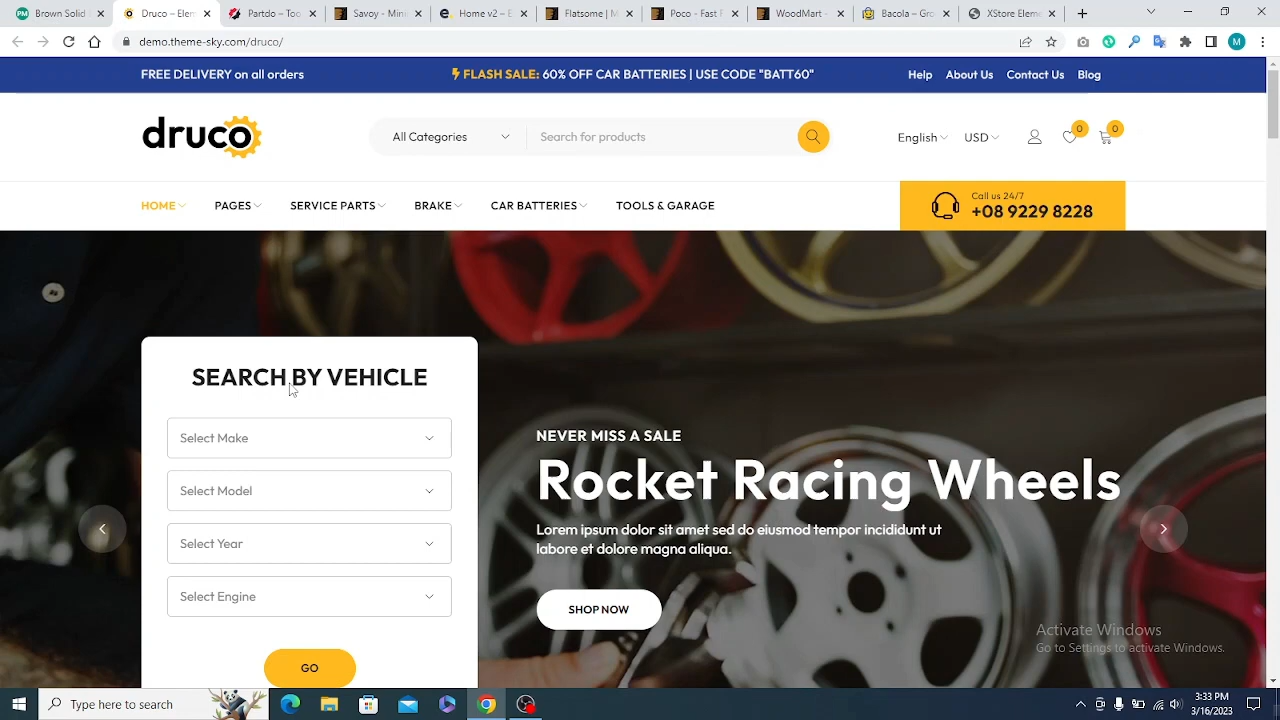 Brown Solid
Druco – Tw
Partdo – Too
Savoy - Mini
Home v2 – E
Flatsome | M
Poco - Fast F
WoodMart -
Bacola – Gro
XStore Elem
demo.theme-sky.com/druco/
M
FREE DELIVERY on all orders
FLASH SALE: 60% OFF CAR BATTERIES | USE CODE "BATT60"
Help About Us Contact Us Blog
druco
All Categories
Search for products
English USD 0 0
HOME PAGES SERVICE PARTS BRAKE CAR BATTERIES TOOLS & GARAGE
Call us 24/7
+08 9229 8228
SEARCH BY VEHICLE
Select Make
Select Model
Select Year
Select Engine
GO
NEVER MISS A SALE
Rocket Racing Wheels
Lorem ipsum dolor sit amet sed do eiusmod tempor incididunt ut
labore et dolore magna aliqua.
SHOP NOW
Activate Windows
Go to Settings to activate Windows.
Type here to search
3:33 PM
3/16/2023